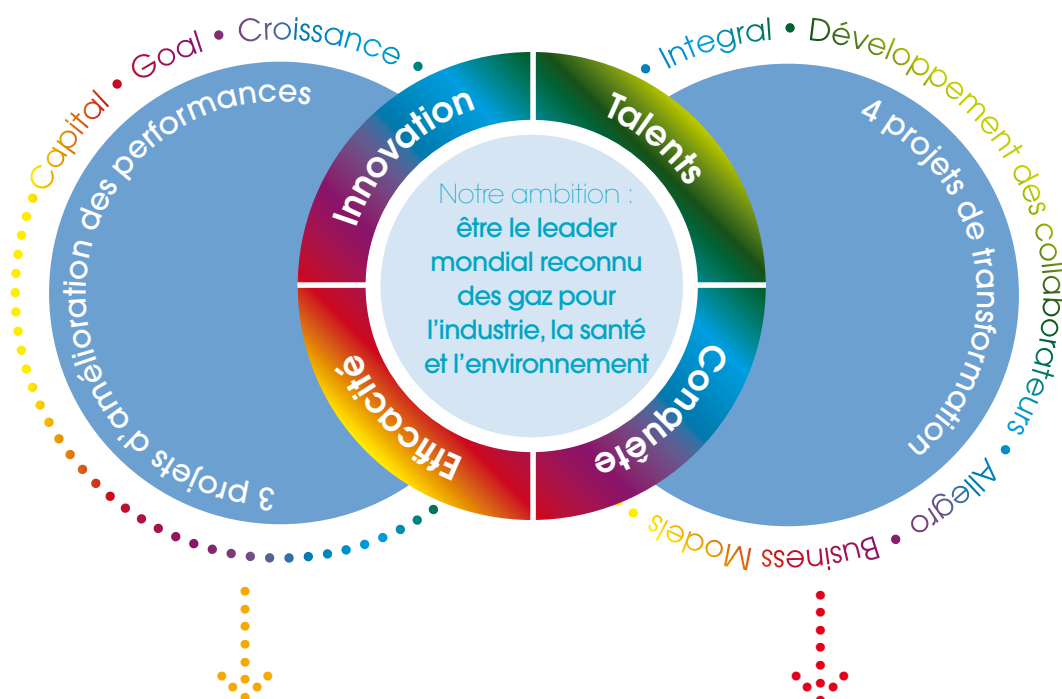 Capital • Goal • Croissance •
3 projets d'amélioration des performances
• Integral • Développement des collaborateurs • Allegro • Business Models •
4 projets de transformation
Innovation
Talents
Efficacité
Conquête
Notre ambition :
être le leader
mondial reconnu
des gaz pour
l'industrie, la santé
et l'environnement